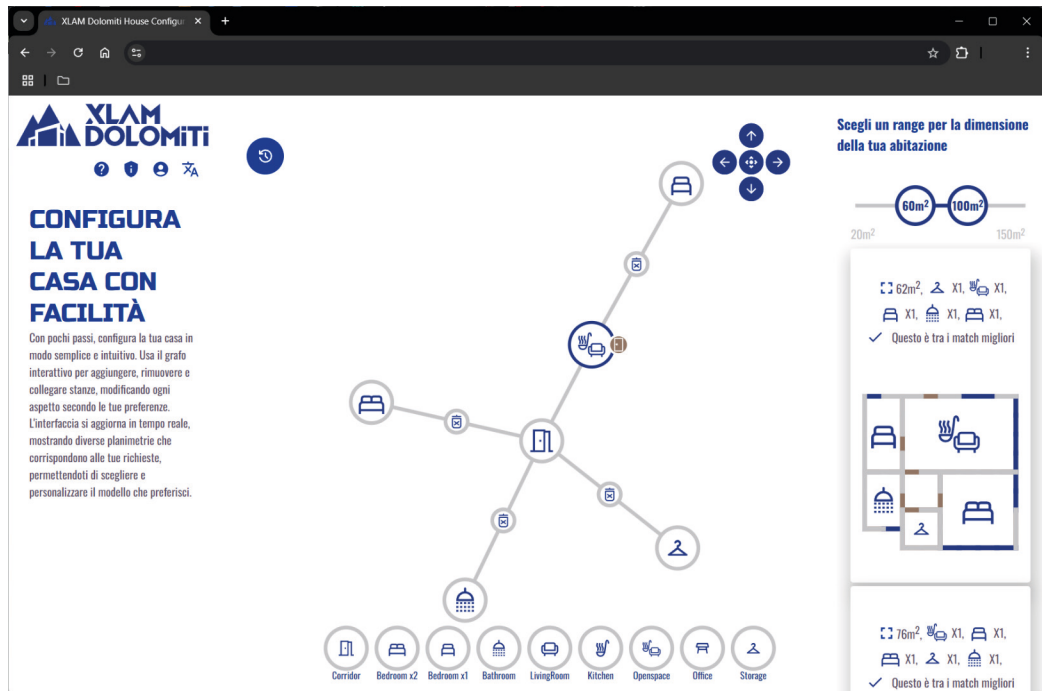 XLAM Dolomiti House Configur
XLAM
DOLOMiTi
CONFIGURA
LA TUA
CASA CON
FACILITÀ
Con pochi passi, configura la tua casa in
modo semplice e intuitivo. Usa il grafo
interattivo per aggiungere, rimuovere e
collegare stanze, modificando ogni
aspetto secondo le tue preferenze.
L'interfaccia si aggiorna in tempo reale,
mostrando diverse planimetrie che
corrispondono alle tue richieste,
permettendoti di scegliere e
personalizzare il modello che preferisci.
Corridor
Bedroom x2
Bedroom x1
Bathroom
LivingRoom
Kitchen
Openspace
Office
Storage
Scegli un range per la dimensione
della tua abitazione
60m² 100m²
20m² 150m²
62m², X1, X1,
X1, X1, X1,
Questo è tra i match migliori
76m², X1, X1,
X1, X1, X1,
Questo è tra i match migliori